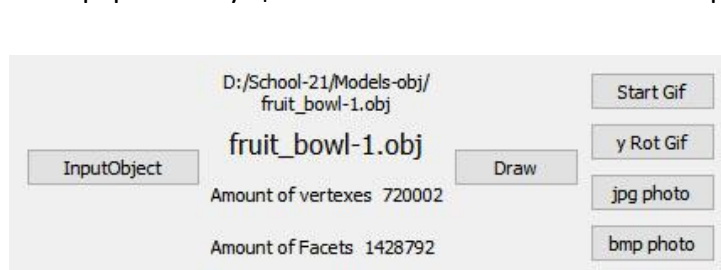 D:/School-21/Models-obj/
fruit_bowl-1.obj
fruit_bowl-1.obj
InputObject
Draw
Amount of vertexes 720002
Amount of Facets 1428792
Start Gif
y Rot Gif
jpg photo
bmp photo